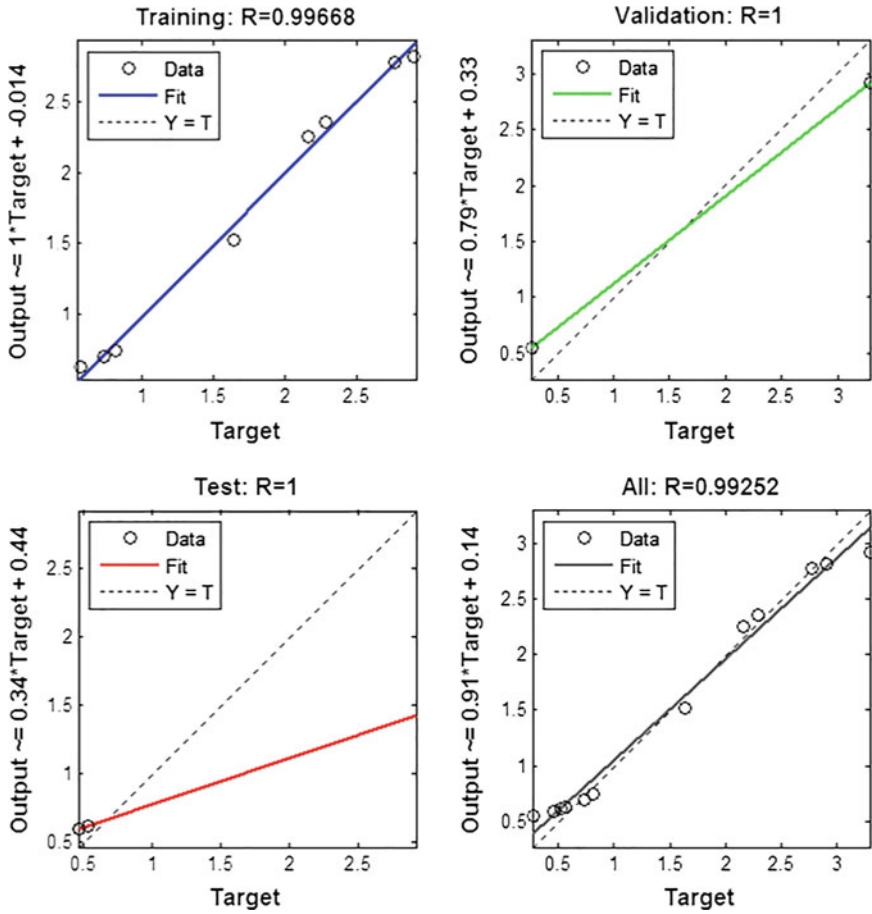 Training: R=0.99668
Output ~= 1*Target + -0.014
Data
Fit
Y = T
2.5
2
1.5
1
1
1.5
2
2.5
Target
Validation: R=1
Output ~= 0.79*Target + 0.33
Data
Fit
Y = T
3
2.5
2
1.5
1
0.5
0.5
1
1.5
2
2.5
3
Target
Test: R=1
Output ~= 0.34*Target + 0.44
Data
Fit
Y = T
2.5
2
1.5
1
0.5
0.5
1
1.5
2
2.5
Target
All: R=0.99252
Output ~= 0.91*Target + 0.14
Data
Fit
Y = T
3
2.5
2
1.5
1
0.5
0.5
1
1.5
2
2.5
3
Target